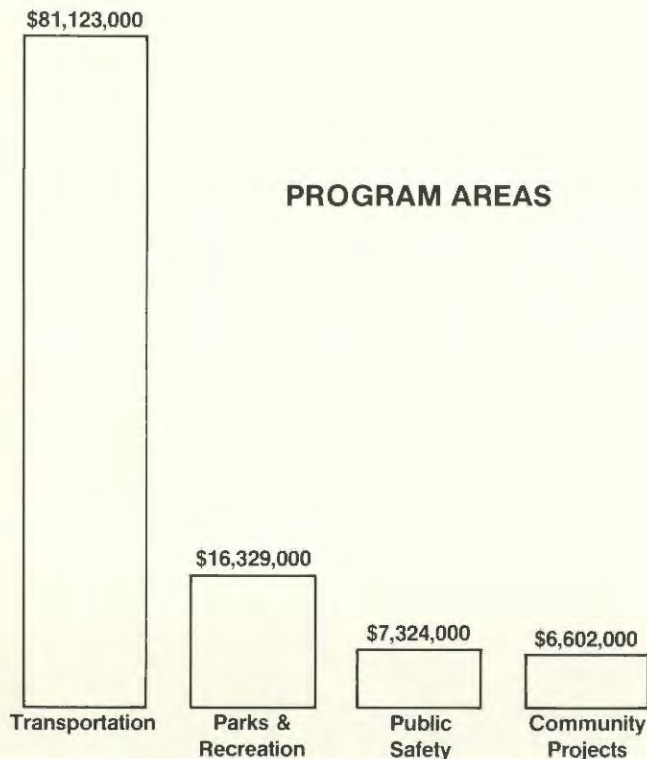 $81,123,000
PROGRAM AREAS
$16,329,000
$7,324,000
$6,602,000
Transportation
Parks &
Recreation
Public
Safety
Community
Projects